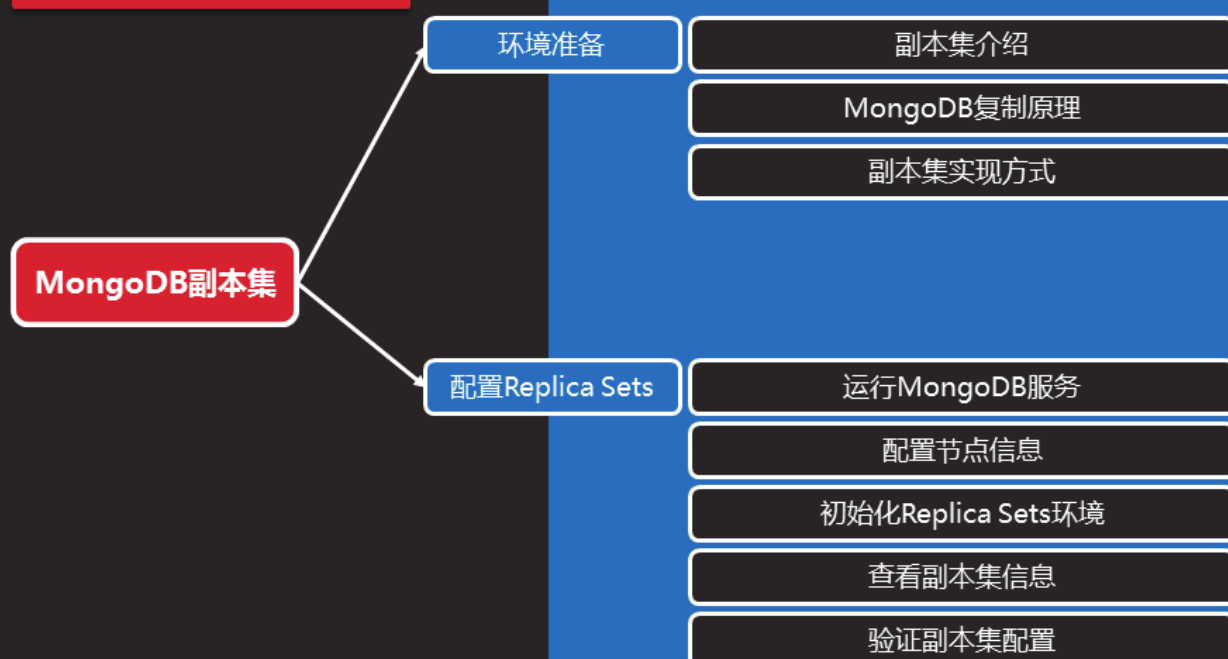 环境准备
副本集介绍
MongoDB复制原理
副本集实现方式
MongoDB副本集
配置Replica Sets
运行MongoDB服务
配置节点信息
初始化Replica Sets环境
查看副本集信息
验证副本集配置